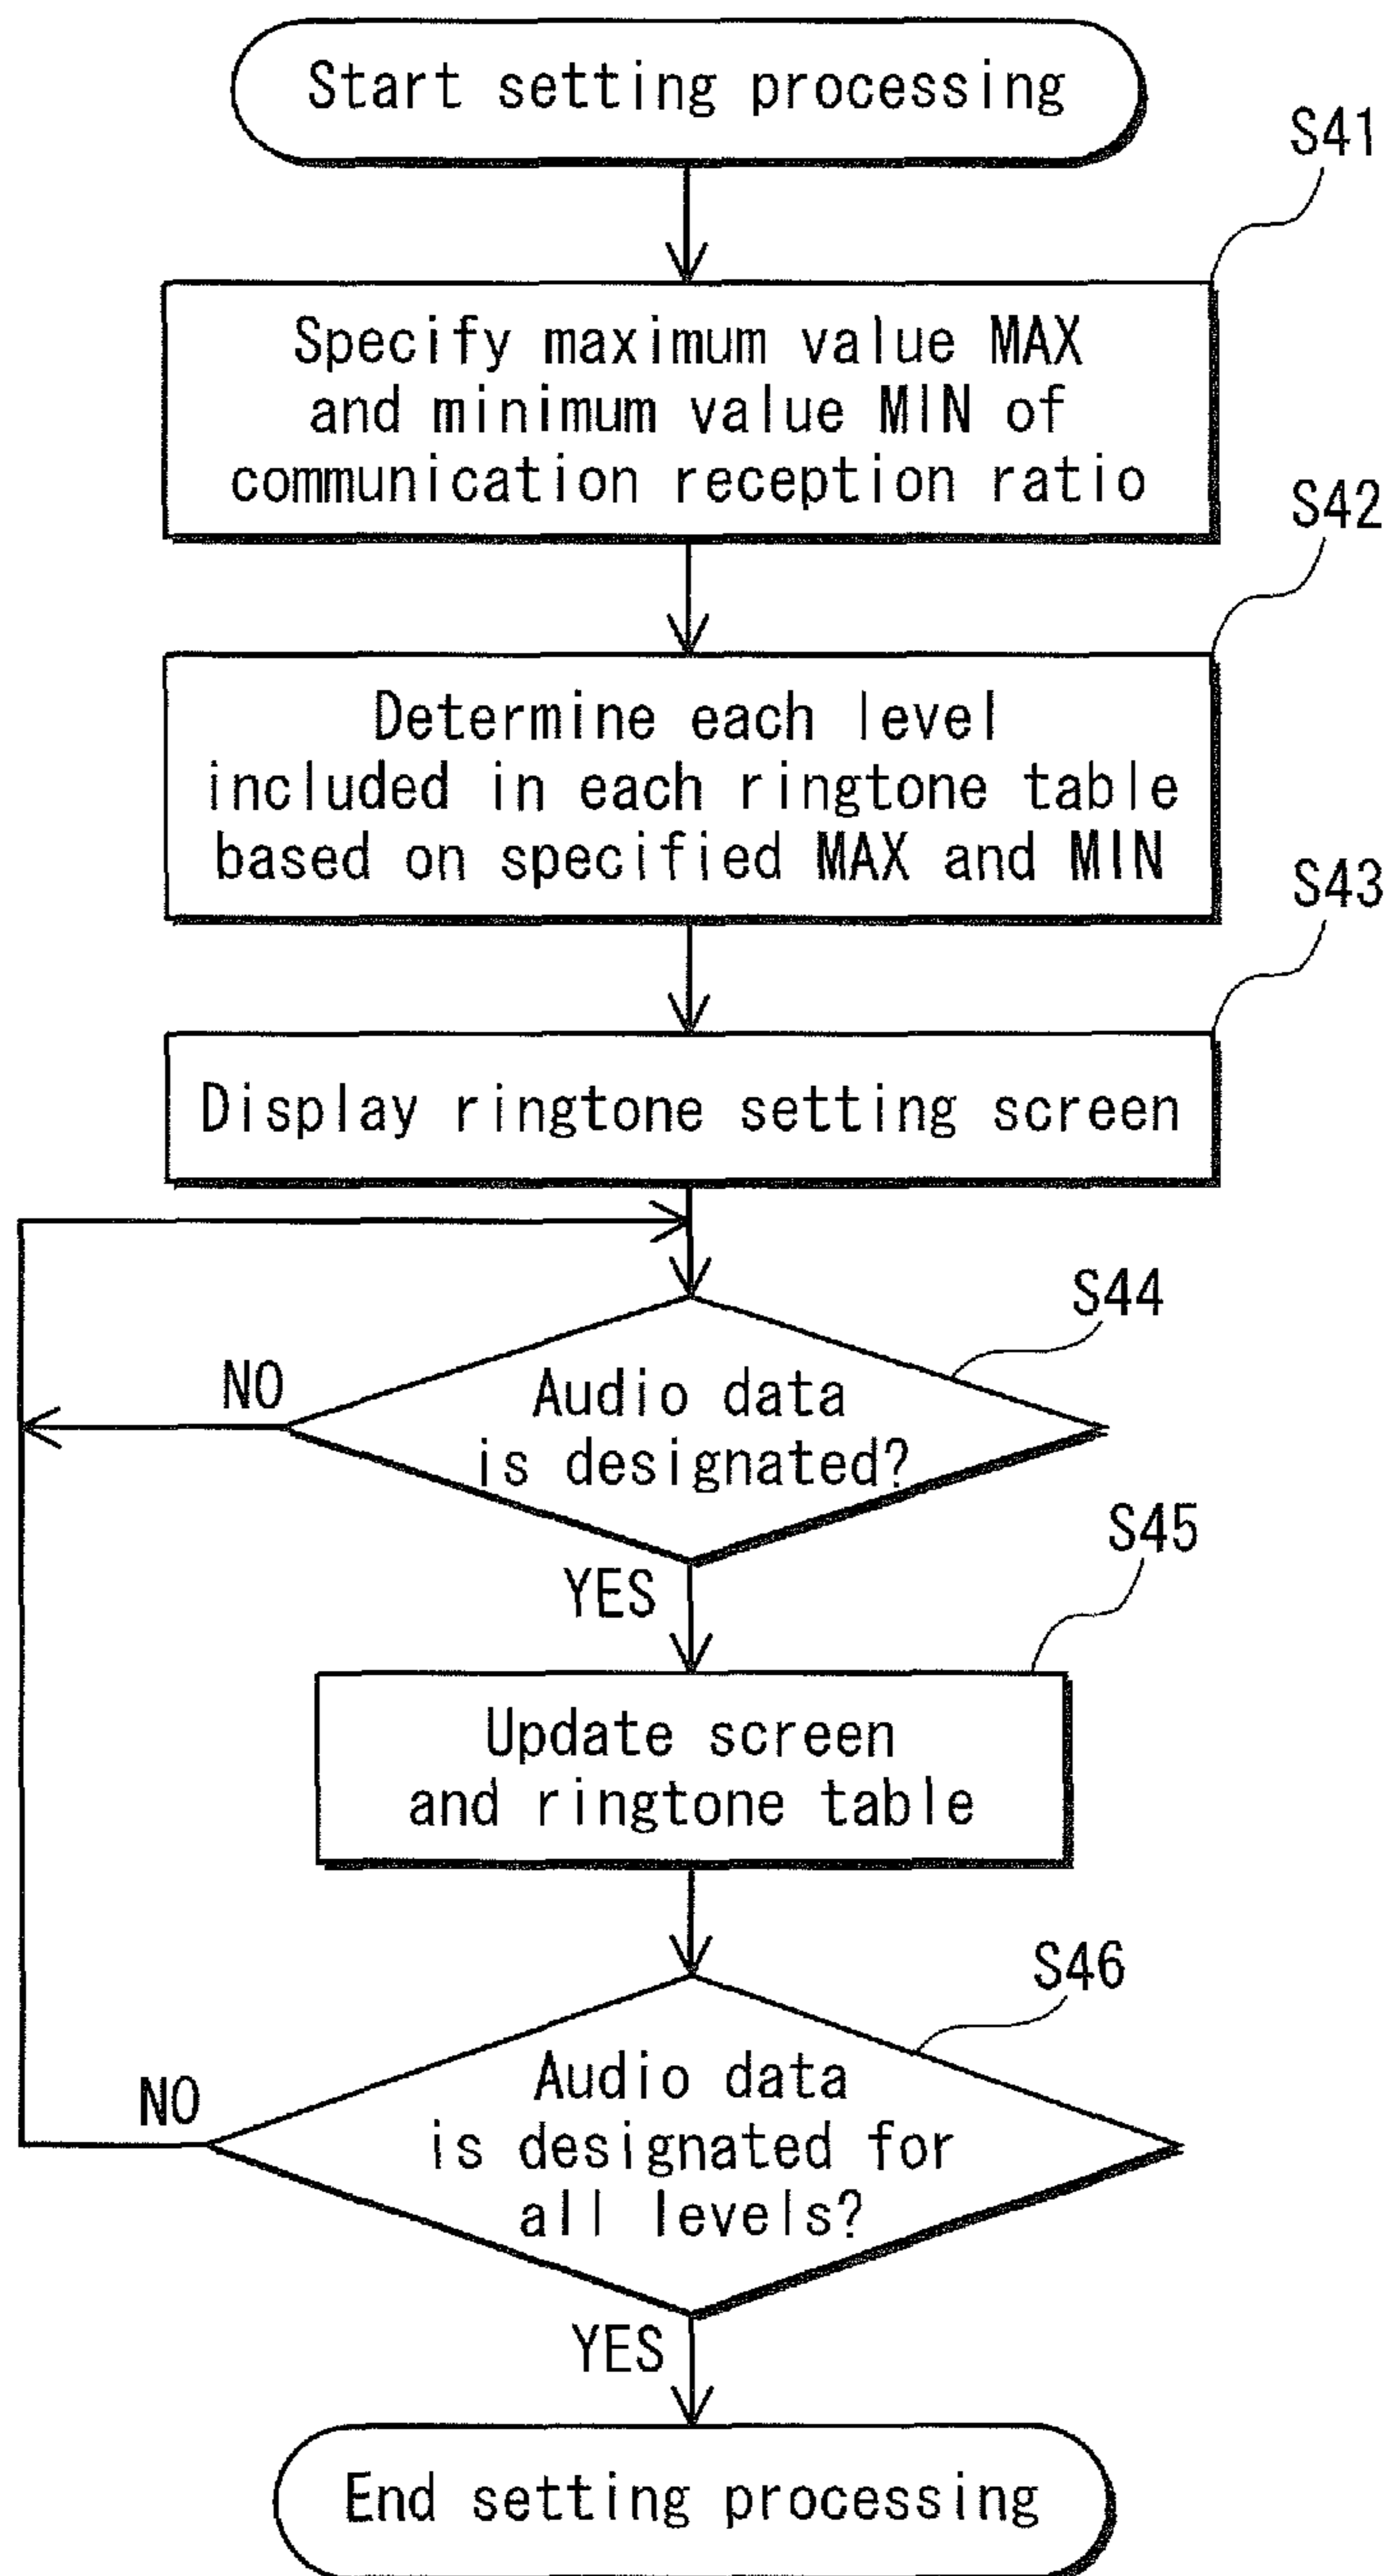 Start setting processing
S41
Specify maximum value MAX
and minimum value MIN of
communication reception ratio
S42
Determine each level
included in each ringtone table
based on specified MAX and MIN
S43
Display ringtone setting screen
S44
NO
Audio data
is designated?
YES
S45
Update screen
and ringtone table
S46
NO
Audio data
is designated for
all levels?
YES
End setting processing